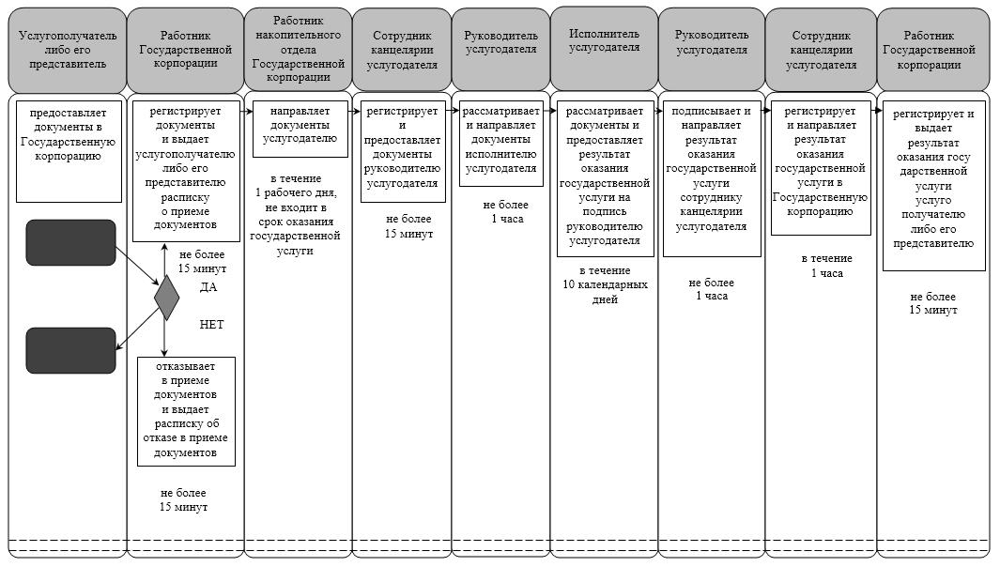 Услугополучатель
либо его
представитель
Работник
Государственной
корпорации
Работник
накопительного
отдела
Государственной
корпорации
Сотрудник
канцелярии
услугодателя
Руководитель
услугодателя
Исполнитель
услугодателя
Руководитель
услугодателя
Сотрудник
канцелярии
услугодателя
Работник
Государственной
корпорации
предоставляет
документы в
Государственную
корпорацию
регистрирует
документы
и выдает
услугополучателю
либо его
представителю
расписку
о приеме
документов
не более
15 минут
ДА
НЕТ
отказывает
в приеме
документов
и выдает
расписку об
отказе в приеме
документов
не более
15 минут
направляет
документы
услугодателю
в течение
1 рабочего дня,
не входит в
срок оказания
государственной
услуги
регистрирует
и
предоставляет
документы
руководителю
услугодателя
не более
15 минут
рассматривает
и направляет
документы
исполнителю
услугодателя
не более
1 часа
рассматривает
документы и
предоставляет
результат
оказания
государственной
услуги на
подпись
руководителю
услугодателя
в течение
10 календарных
дней
подписывает и
направляет
результат
оказания
государственной
услуги
сотруднику
канцелярии
услугодателя
не более
1 часа
регистрирует
и направляет
результат
оказания
государственной
услуги в
Государственную
корпорацию
в течение
1 часа
регистрирует и
выдает
результат
оказания госу
дарственной
услуги
услуго
получателю
либо его
представителю
не более
15 минут